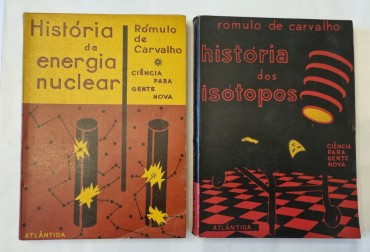 História
da
energia
nuclear
Rómulo
de
Carvalho
CIÊNCIA
PARA
GENTE
NOVA
ATLÂNTIDA
romulo de carvalho
história
dos
isótopos
CIÊNCIA
PARA
GENTE
NOVA
ATLÂNTIDA